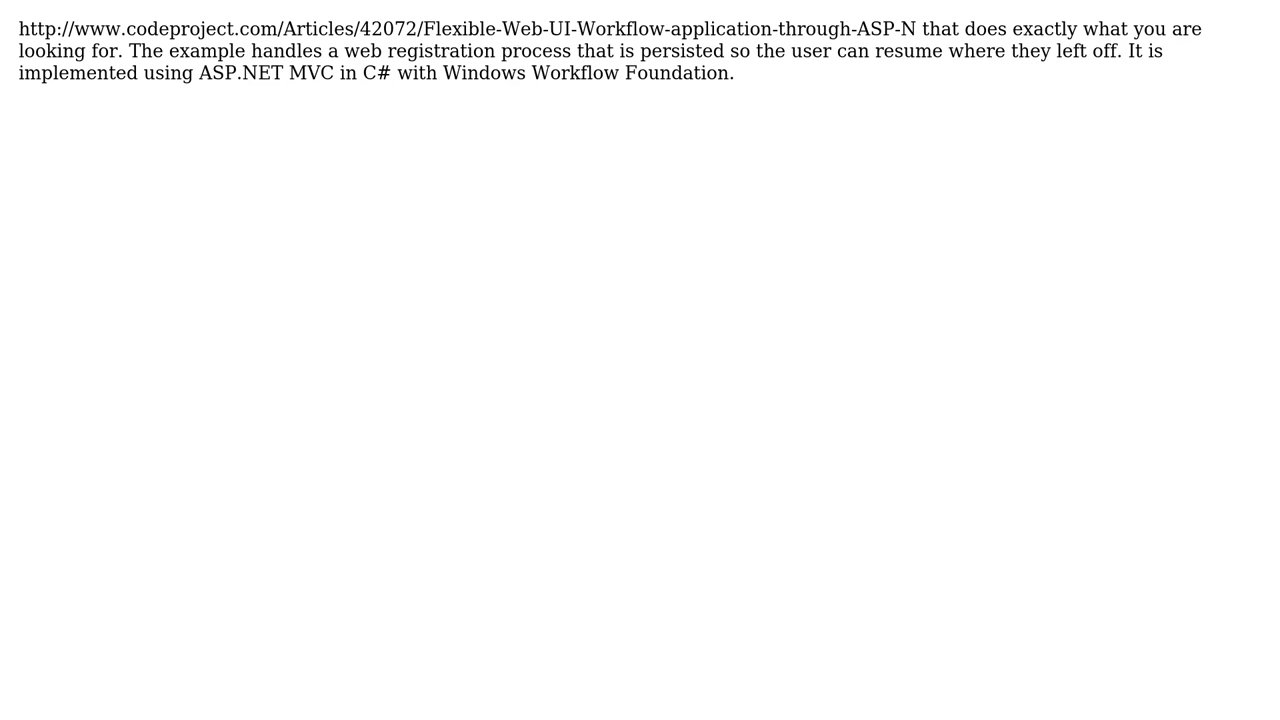 http://www.codeproject.com/Articles/42072/Flexible-Web-UI-Workflow-application-through-ASP-N that does exactly what you are
looking for. The example handles a web registration process that is persisted so the user can resume where they left off. It is
implemented using ASP.NET MVC in C# with Windows Workflow Foundation.